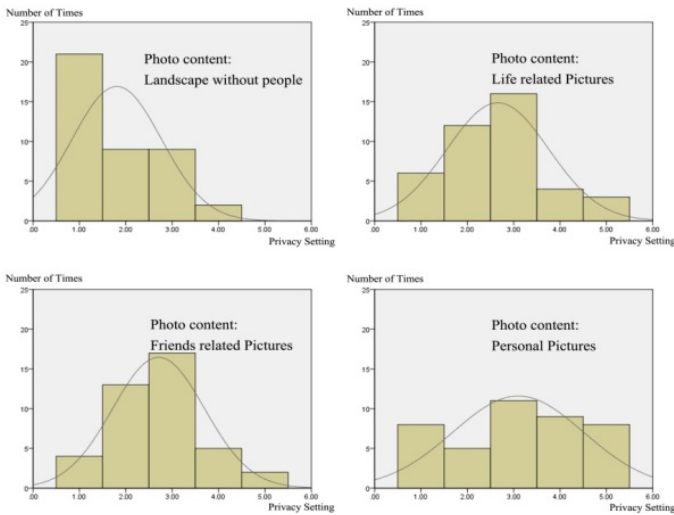 Number of Times
25
20
15
10
5
0
Photo content:
Landscape without people
.00 1.00 2.00 3.00 4.00 5.00 6.00
Privacy Setting
Number of Times
25
20
15
10
5
0
Photo content:
Life related Pictures
.00 1.00 2.00 3.00 4.00 5.00 6.00
Privacy Setting
Number of Times
25
20
15
10
5
0
Photo content:
Friends related Pictures
.00 1.00 2.00 3.00 4.00 5.00 6.00
Privacy Setting
Number of Times
25
20
15
10
5
0
Photo content:
Personal Pictures
.00 1.00 2.00 3.00 4.00 5.00 6.00
Privacy Setting